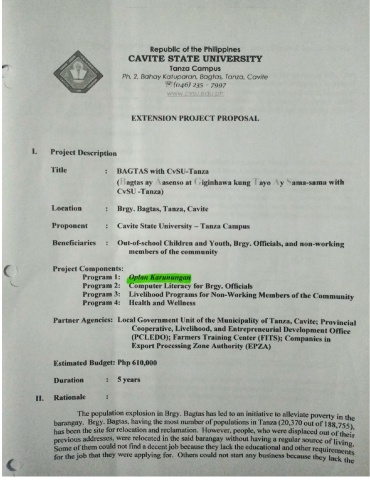 Republic of the Philippines
CAVITE STATE UNIVERSITY
Tanza Campus
Ph. 2, Bahay Katuparan, Bagtas, Tanza, Cavite
☎(046) 235 - 7997
www.cvsu.edu.ph
EXTENSION PROJECT PROPOSAL
I. Project Description
Title : BAGTAS with CvSU-Tanza
(Bagtas ay Asenso at Giginhawa kung Tayo Ay Sama-sama with
CvSU -Tanza)
Location : Brgy. Bagtas, Tanza, Cavite
Proponent : Cavite State University – Tanza Campus
Beneficiaries : Out-of-school Children and Youth, Brgy. Officials, and non-working
members of the community
Project Components:
Program 1: Oplan Karunungan
Program 2: Computer Literacy for Brgy. Officials
Program 3: Livelihood Programs for Non-Working Members of the Community
Program 4: Health and Wellness
Partner Agencies: Local Government Unit of the Municipality of Tanza, Cavite; Provincial
Cooperative, Livelihood, and Entrepreneurial Development Office
(PCLEDO); Farmers Training Center (FITS); Companies in
Export Processing Zone Authority (EPZA)
Estimated Budget: Php 610,000
Duration : 5 years
II. Rationale :
The population explosion in Brgy. Bagtas has led to an initiative to alleviate poverty in the
barangay. Brgy. Bagtas, having the most number of populations in Tanza (20,370 out of 188,755),
has been the site for relocation and relocated. However, people, who were displaced out of their
previous addresses, were relocated in the said barangay without having a regular source of living.
Some of them could not find a decent job because they lack the educational and other requirements
for the job that they were applying for. Others could not start any business because they lack the